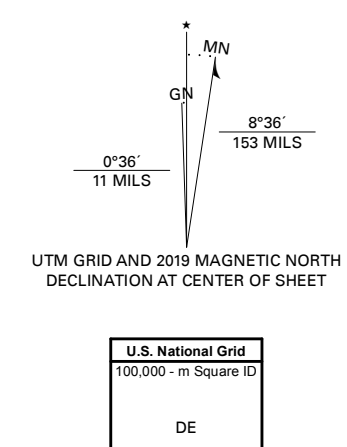 MN
GN
8°36´
153 MILS
0°36´
11 MILS
UTM GRID AND 2019 MAGNETIC NORTH
DECLINATION AT CENTER OF SHEET
U.S. National Grid
100,000 - m Square ID
DE